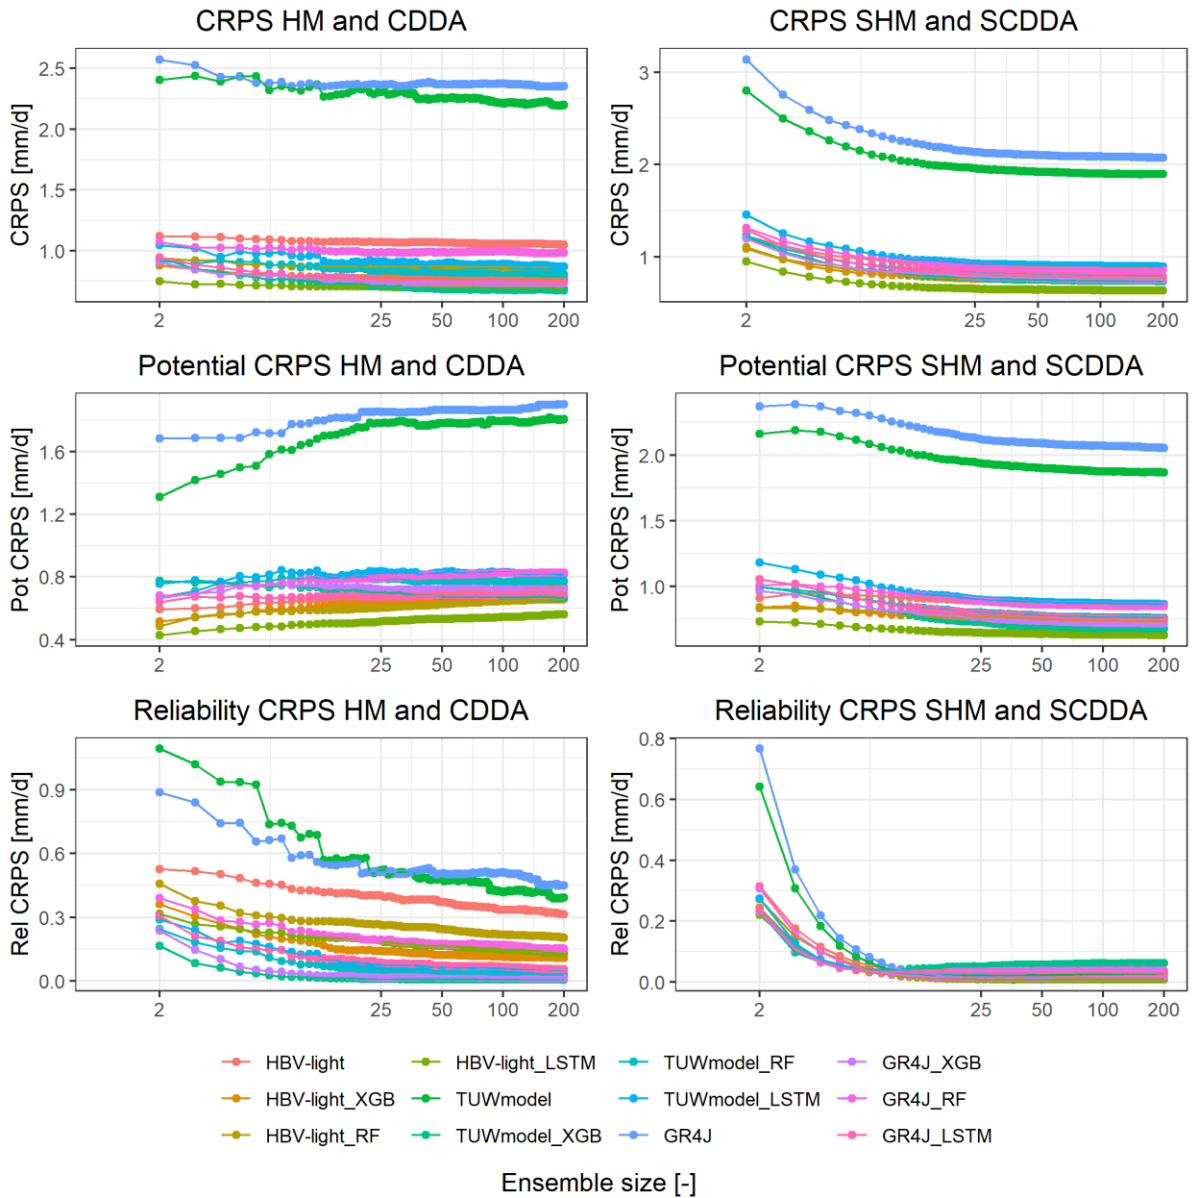 CRPS HM and CDDA
CRPS [mm/d]
2.5
2.0
1.5
1.0
2
25
50
100
200
CRPS SHM and SCDDA
CRPS [mm/d]
3
2
1
2
25
50
100
200
Potential CRPS HM and CDDA
Pot CRPS [mm/d]
1.6
1.2
0.8
0.4
2
25
50
100
200
Potential CRPS SHM and SCDDA
Pot CRPS [mm/d]
2.0
1.5
1.0
2
25
50
100
200
Reliability CRPS HM and CDDA
Rel CRPS [mm/d]
0.9
0.6
0.3
0.0
2
25
50
100
200
Reliability CRPS SHM and SCDDA
Rel CRPS [mm/d]
0.8
0.6
0.4
0.2
0.0
2
25
50
100
200
HBV-light
HBV-light_XGB
HBV-light_RF
HBV-light_LSTM
TUWmodel
TUWmodel_XGB
TUWmodel_RF
TUWmodel_LSTM
GR4J
GR4J_XGB
GR4J_RF
GR4J_LSTM
Ensemble size [-]